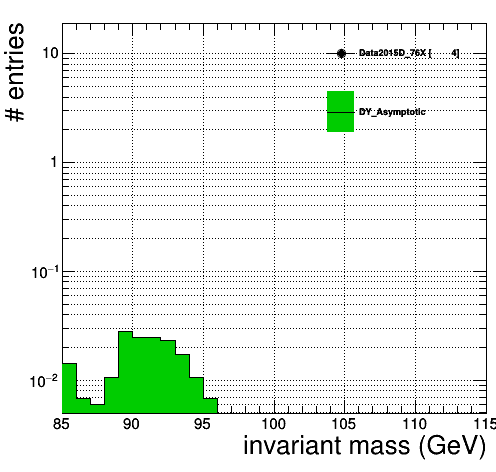 # entries
10
1
10⁻¹
10⁻²
Data2015D_76X [ 4]
DY_Asymptotic
85 90 95 100 105 110 115
invariant mass (GeV)